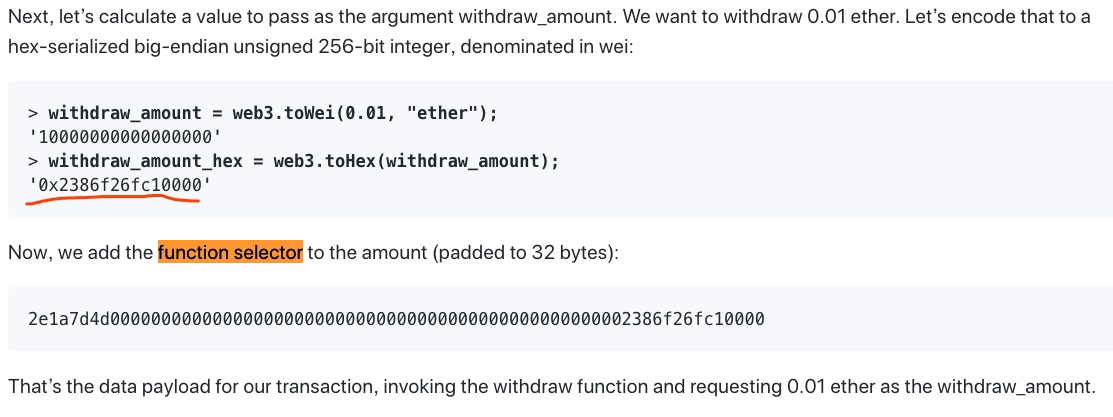 Next, let’s calculate a value to pass as the argument withdraw_amount. We want to withdraw 0.01 ether. Let’s encode that to a
hex-serialized big-endian unsigned 256-bit integer, denominated in wei:
> withdraw_amount = web3.toWei(0.01, "ether");
'10000000000000000'
> withdraw_amount_hex = web3.toHex(withdraw_amount);
'0x2386f26fc10000'
Now, we add the function selector to the amount (padded to 32 bytes):
2e1a7d4d000000000000000000000000000000000000000000000000002386f26fc10000
That’s the data payload for our transaction, invoking the withdraw function and requesting 0.01 ether as the withdraw_amount.